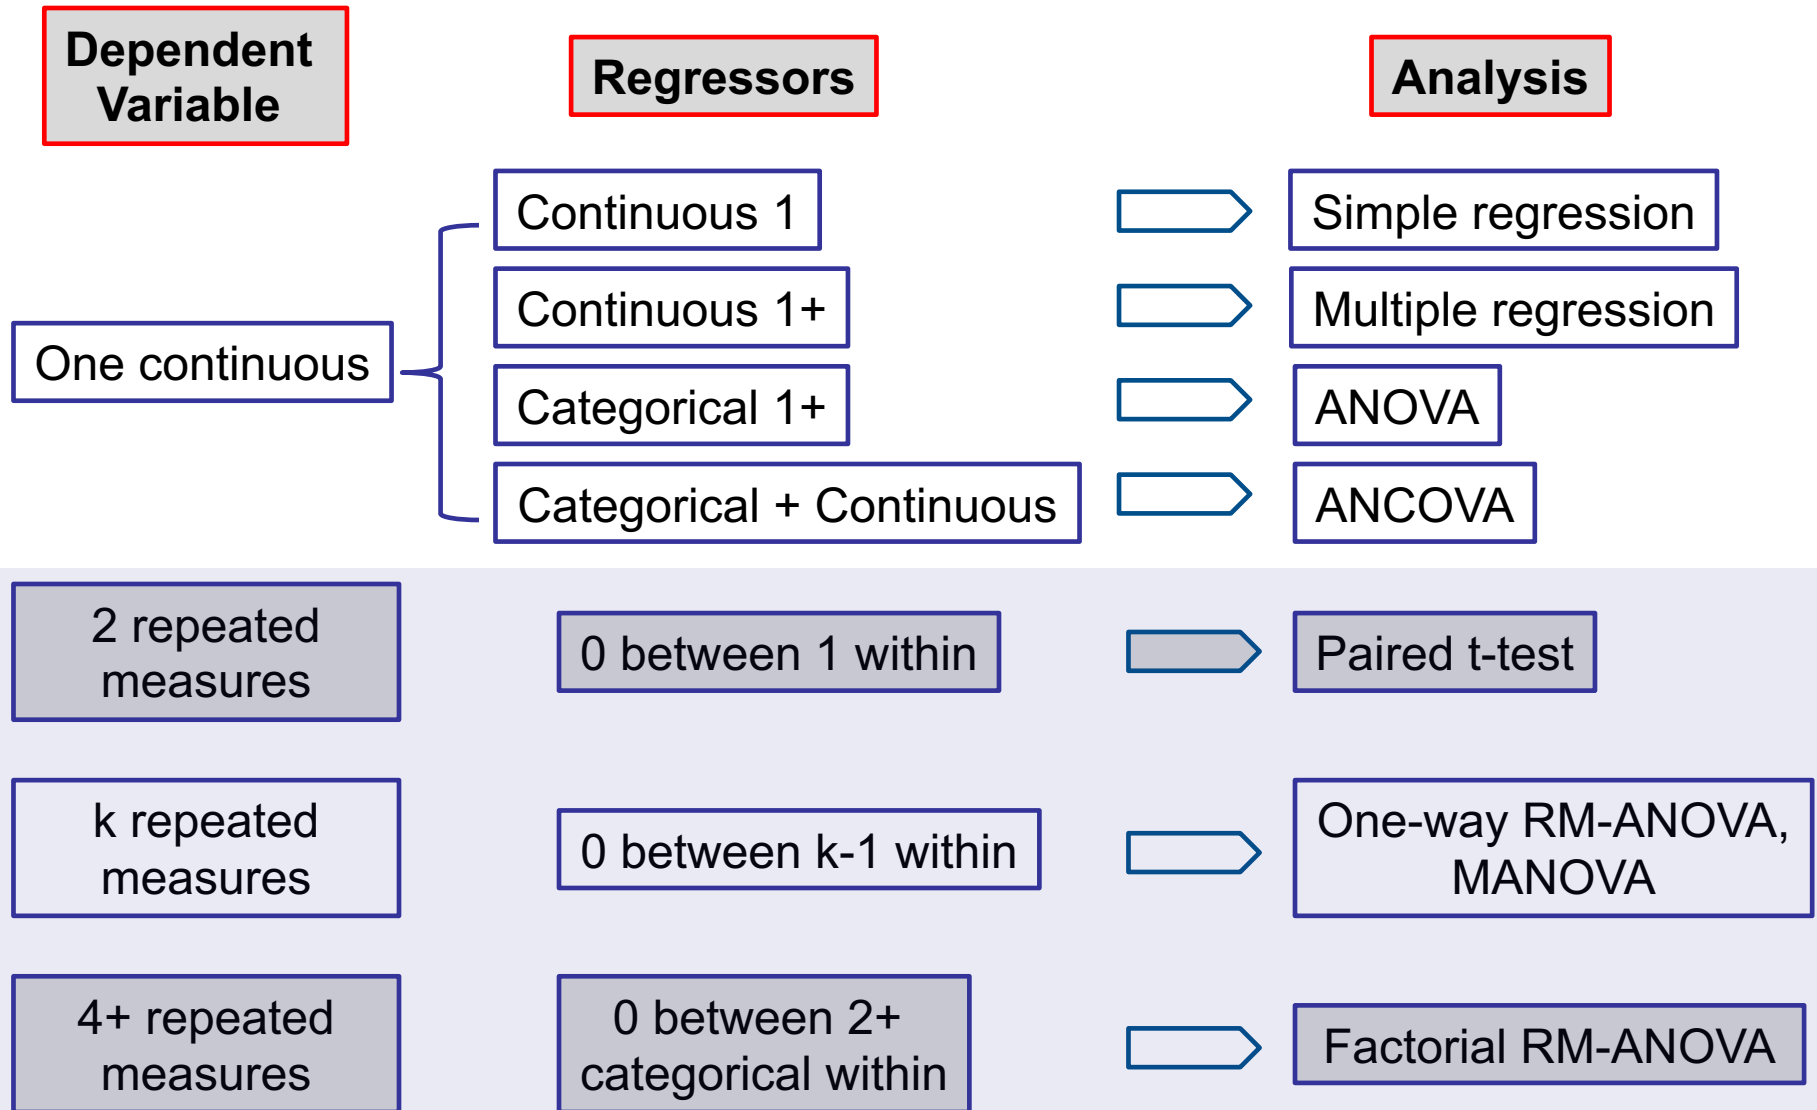 Dependent
Variable
Regressors
Analysis
Continuous 1
Simple regression
Continuous 1+
Multiple regression
One continuous
Categorical 1+
ANOVA
Categorical + Continuous
ANCOVA
2 repeated
measures
0 between 1 within
Paired t-test
k repeated
measures
0 between k-1 within
One-way RM-ANOVA,
MANOVA
4+ repeated
measures
0 between 2+
categorical within
Factorial RM-ANOVA